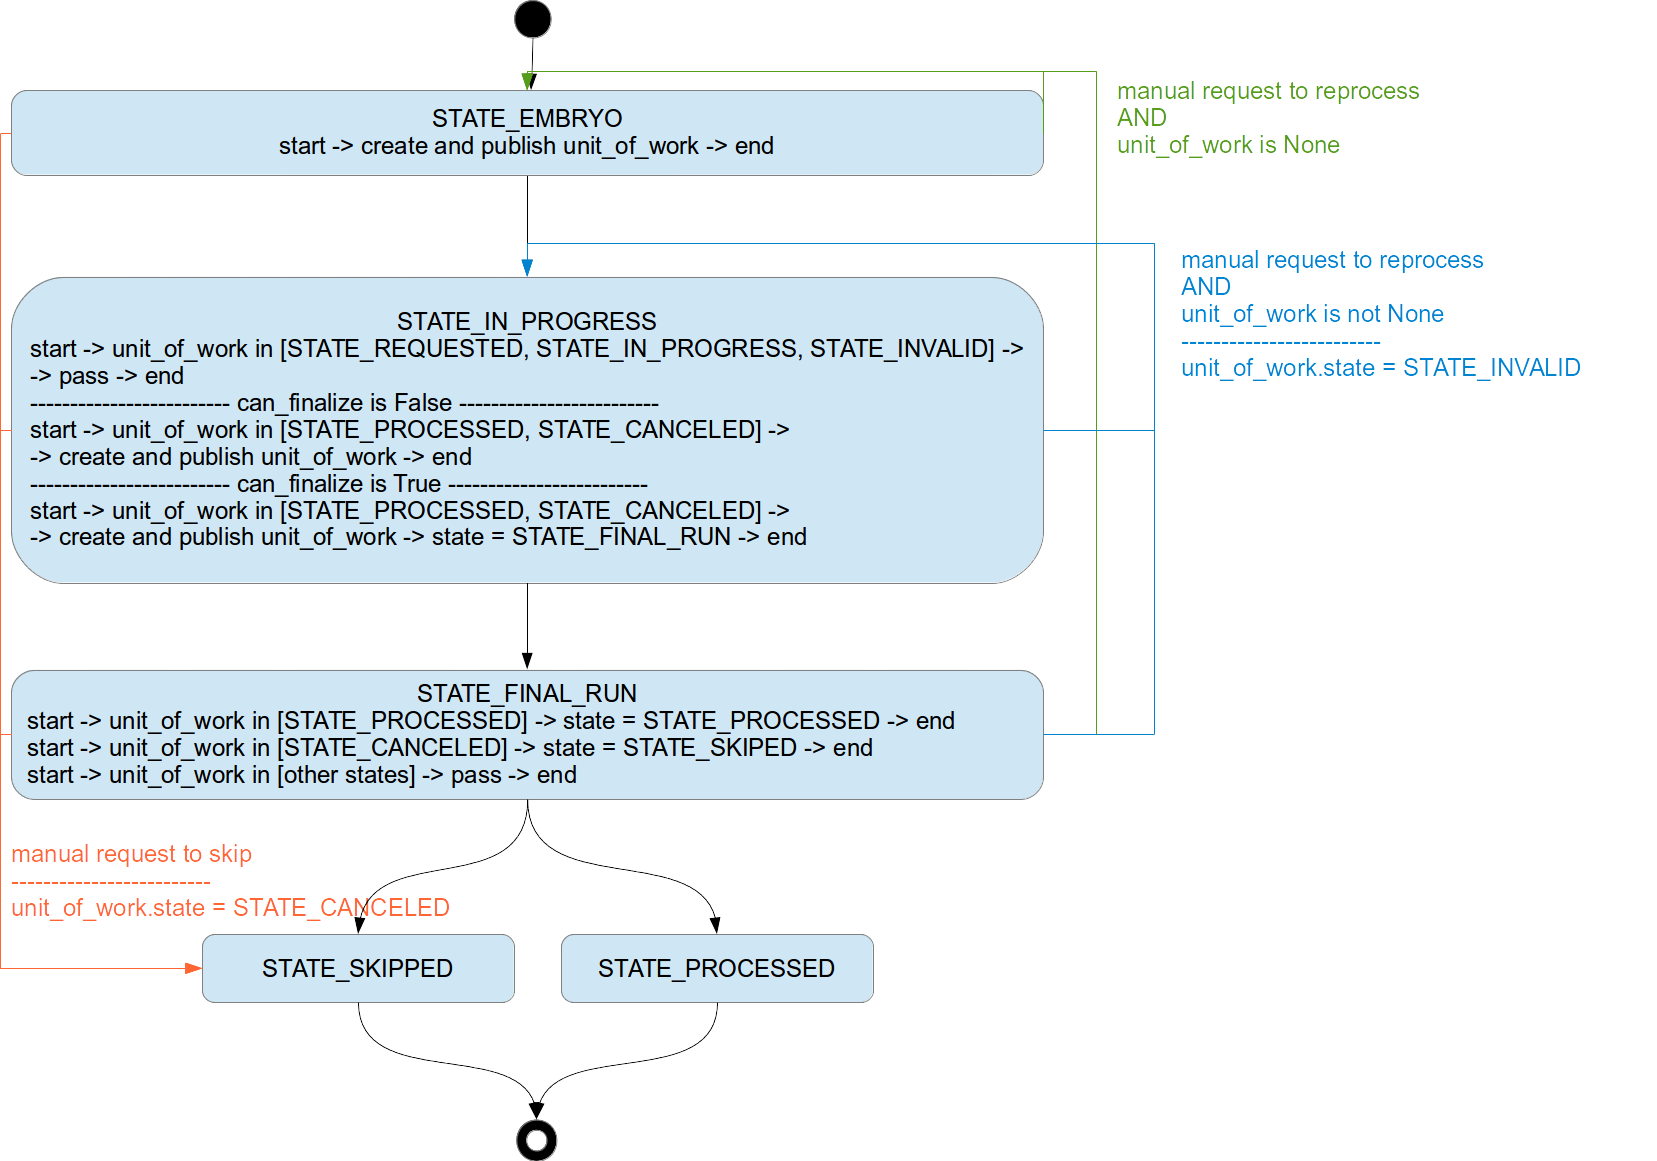 STATE_EMBRYO
start -> create and publish unit_of_work -> end
manual request to reprocess
AND
unit_of_work is None
manual request to reprocess
AND
unit_of_work is not None
-------------------------
unit_of_work.state = STATE_INVALID
STATE_IN_PROGRESS
start -> unit_of_work in [STATE_REQUESTED, STATE_IN_PROGRESS, STATE_INVALID] ->
-> pass -> end
------------------------- can_finalize is False -------------------------
start -> unit_of_work in [STATE_PROCESSED, STATE_CANCELED] ->
-> create and publish unit_of_work -> end
------------------------- can_finalize is True -------------------------
start -> unit_of_work in [STATE_PROCESSED, STATE_CANCELED] ->
-> create and publish unit_of_work -> state = STATE_FINAL_RUN -> end
STATE_FINAL_RUN
start -> unit_of_work in [STATE_PROCESSED] -> state = STATE_PROCESSED -> end
start -> unit_of_work in [STATE_CANCELED] -> state = STATE_SKIPED -> end
start -> unit_of_work in [other states] -> pass -> end
manual request to skip
-------------------------
unit_of_work.state = STATE_CANCELED
STATE_SKIPPED
STATE_PROCESSED